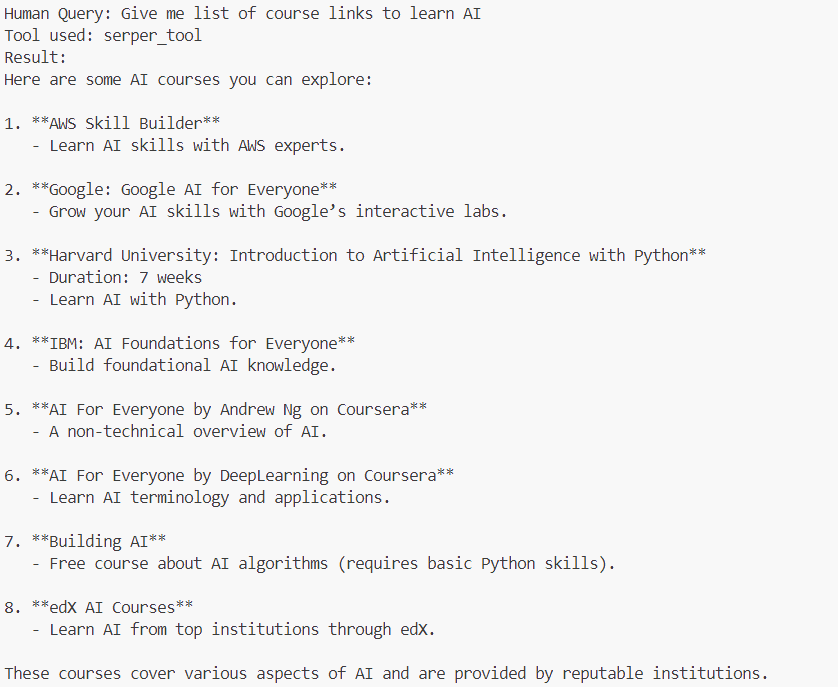 Human Query: Give me list of course links to learn AI
Tool used: serper_tool
Result:
Here are some AI courses you can explore:
1. **AWS Skill Builder**
- Learn AI skills with AWS experts.
2. **Google: Google AI for Everyone**
- Grow your AI skills with Google’s interactive labs.
3. **Harvard University: Introduction to Artificial Intelligence with Python**
- Duration: 7 weeks
- Learn AI with Python.
4. **IBM: AI Foundations for Everyone**
- Build foundational AI knowledge.
5. **AI For Everyone by Andrew Ng on Coursera**
- A non-technical overview of AI.
6. **AI For Everyone by DeepLearning on Coursera**
- Learn AI terminology and applications.
7. **Building AI**
- Free course about AI algorithms (requires basic Python skills).
8. **edX AI Courses**
- Learn AI from top institutions through edX.
These courses cover various aspects of AI and are provided by reputable institutions.